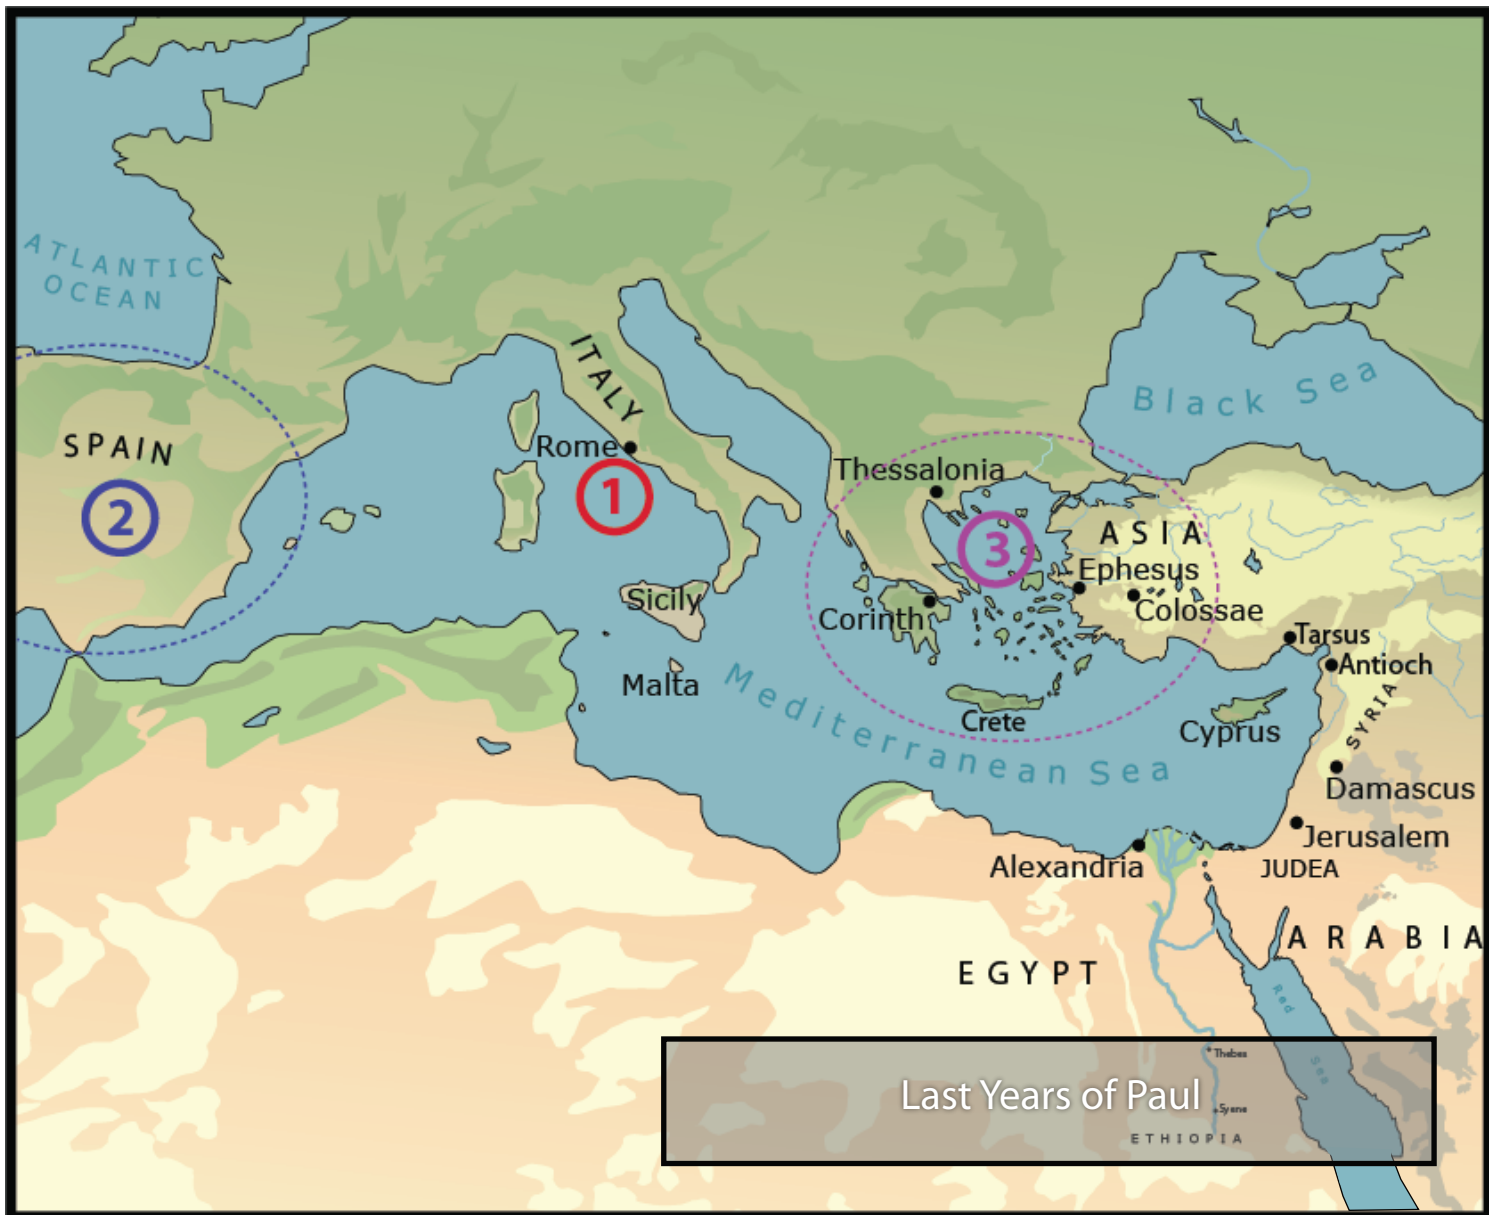 ATLANTIC
OCEAN
ITALY
Black Sea
SPAIN
Rome
Thessalonia
2
1
3
ASIA
Ephesus
Sicily
Corinth
Colossae
Tarsus
Antioch
Malta
Mediterranean Sea
Crete
Cyprus
SYRIA
Damascus
Jerusalem
Alexandria
JUDEA
ARABIA
EGYPT
Red
Sea
Thebes
Last Years of Paul
Syene
ETHIOPIA